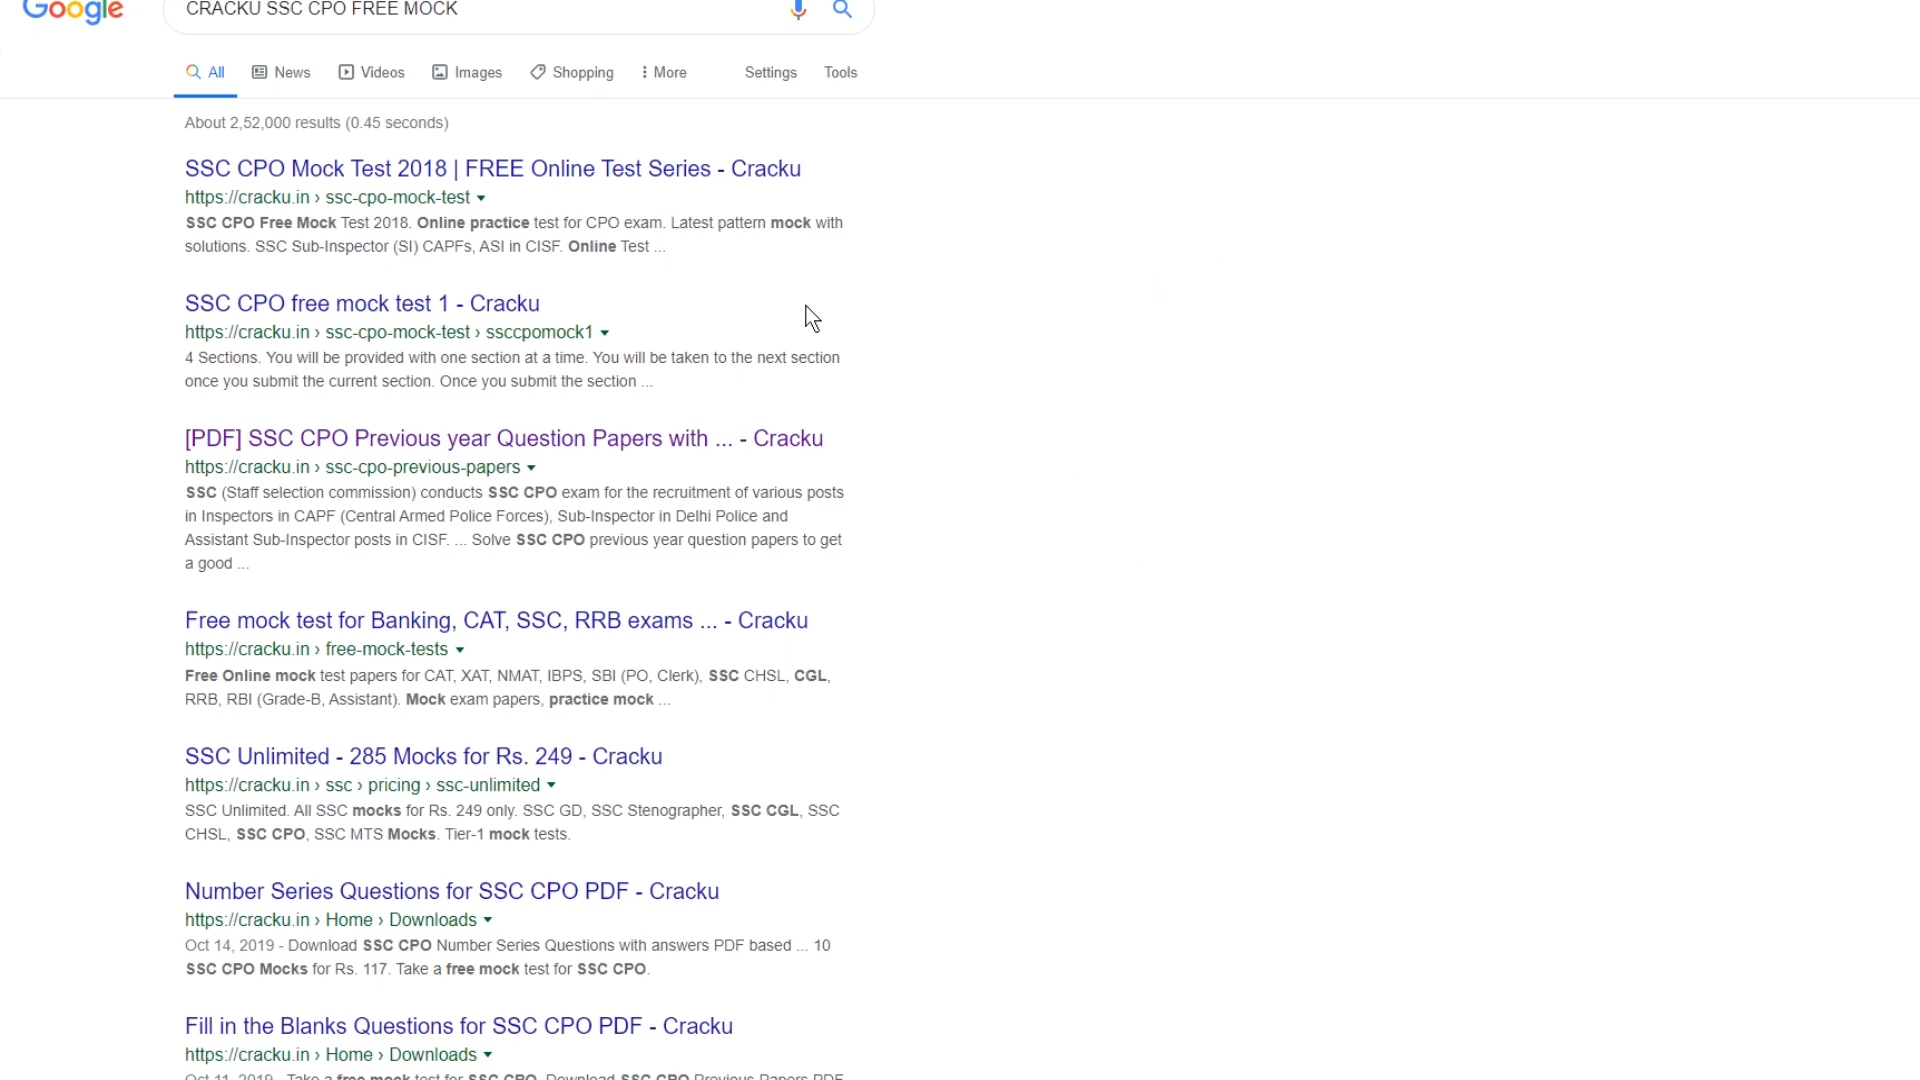 Google
CRACKU SSC CPO FREE MOCK
All News Videos Images Shopping More Settings Tools
About 2,52,000 results (0.45 seconds)
SSC CPO Mock Test 2018 | FREE Online Test Series - Cracku
https://cracku.in › ssc-cpo-mock-test
SSC CPO Free Mock Test 2018. Online practice test for CPO exam. Latest pattern mock with
solutions. SSC Sub-Inspector (SI) CAPFs, ASI in CISF. Online Test ...
SSC CPO free mock test 1 - Cracku
https://cracku.in › ssc-cpo-mock-test › ssccpomock1
4 Sections. You will be provided with one section at a time. You will be taken to the next section
once you submit the current section. Once you submit the section ...
[PDF] SSC CPO Previous year Question Papers with ... - Cracku
https://cracku.in › ssc-cpo-previous-papers
SSC (Staff selection commission) conducts SSC CPO exam for the recruitment of various posts
in Inspectors in CAPF (Central Armed Police Forces), Sub-Inspector in Delhi Police and
Assistant Sub-Inspector posts in CISF. ... Solve SSC CPO previous year question papers to get
a good ...
Free mock test for Banking, CAT, SSC, RRB exams ... - Cracku
https://cracku.in › free-mock-tests
Free Online mock test papers for CAT, XAT, NMAT, IBPS, SBI (PO, Clerk), SSC CHSL, CGL,
RRB, RBI (Grade-B, Assistant). Mock exam papers, practice mock ...
SSC Unlimited - 285 Mocks for Rs. 249 - Cracku
https://cracku.in › ssc › pricing › ssc-unlimited
SSC Unlimited. All SSC mocks for Rs. 249 only. SSC GD, SSC Stenographer, SSC CGL, SSC
CHSL, SSC CPO, SSC MTS Mocks. Tier-1 mock tests.
Number Series Questions for SSC CPO PDF - Cracku
https://cracku.in › Home › Downloads
Oct 14, 2019 - Download SSC CPO Number Series Questions with answers PDF based ... 10
SSC CPO Mocks for Rs. 117. Take a free mock test for SSC CPO.
Fill in the Blanks Questions for SSC CPO PDF - Cracku
https://cracku.in › Home › Downloads
Oct 11, 2019 - Take a free mock test for SSC CPO. Download SSC CPO Previous Papers PDF